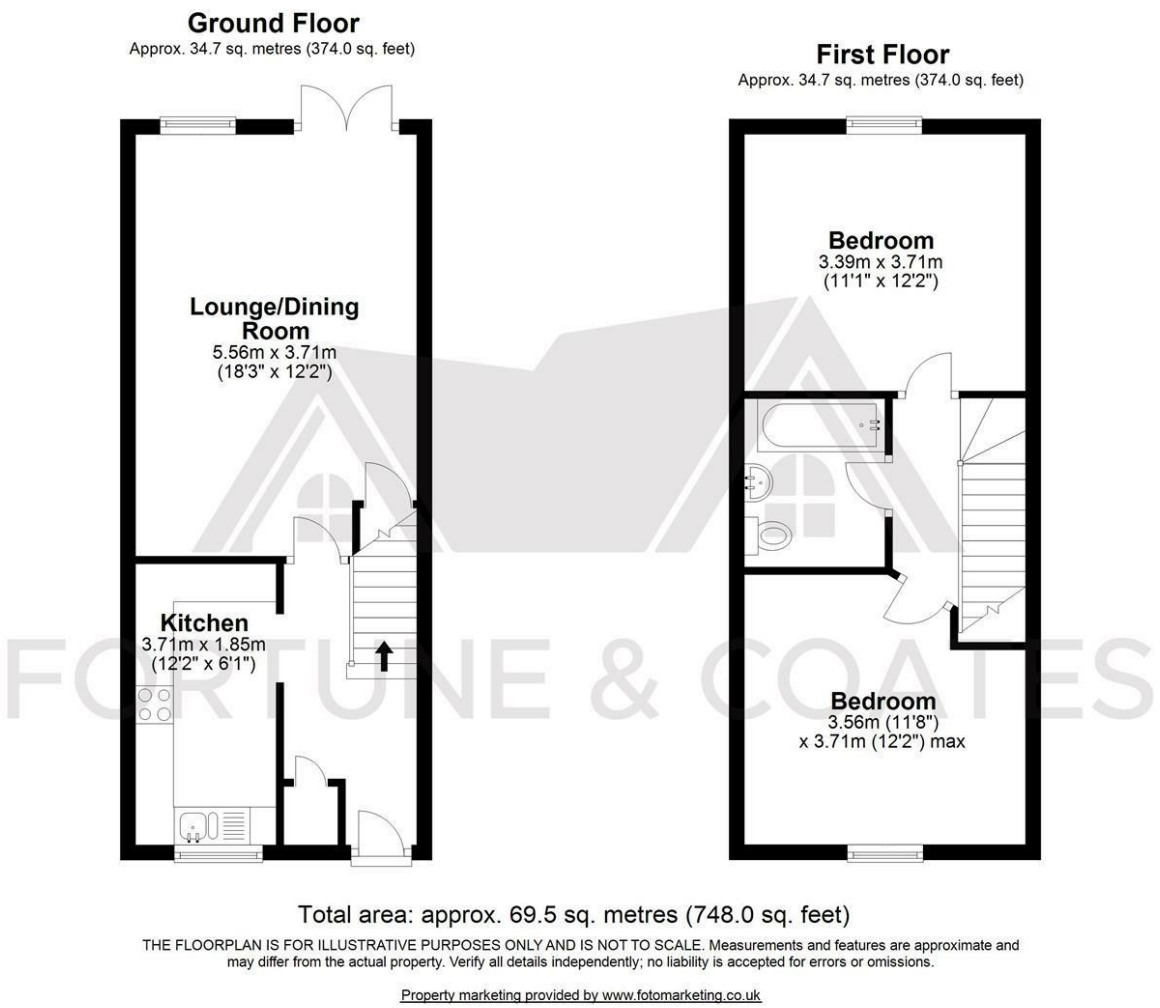 Ground Floor
Approx. 34.7 sq. metres (374.0 sq. feet)
First Floor
Approx. 34.7 sq. metres (374.0 sq. feet)
Bedroom
3.39m x 3.71m
(11'1" x 12'2")
Lounge/Dining
Room
5.56m x 3.71m
(18'3" x 12'2")
Kitchen
3.71m x 1.85m
(12'2" x 6'1")
FORTUNE & COATES
Bedroom
3.56m (11'8")
x 3.71m (12'2") max
Total area: approx. 69.5 sq. metres (748.0 sq. feet)
THE FLOORPLAN IS FOR ILLUSTRATIVE PURPOSES ONLY AND IS NOT TO SCALE. Measurements and features are approximate and
may differ from the actual property. Verify all details independently; no liability is accepted for errors or omissions.
Property marketing provided by www.fotomarketing.co.uk